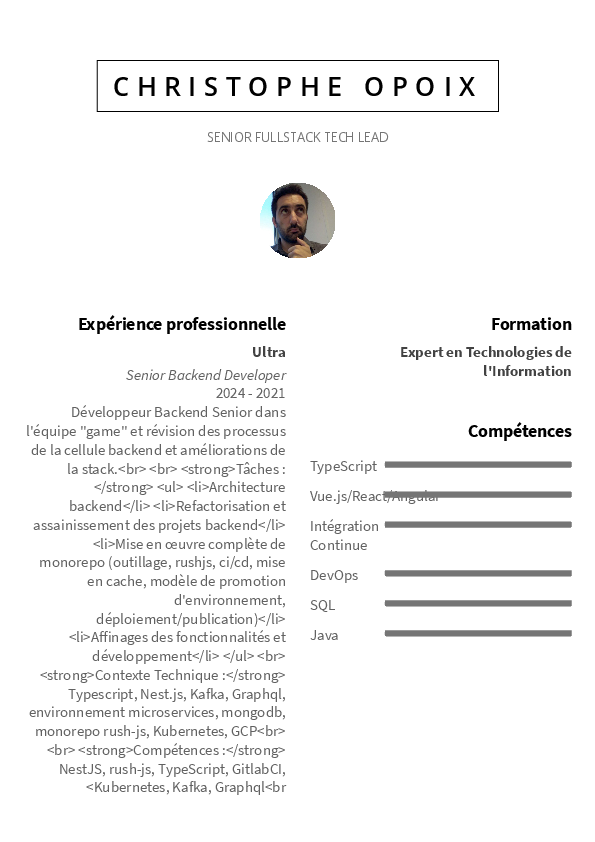 CHRISTOPHE OPOIX
SENIOR FULLSTACK TECH LEAD
Expérience professionnelle
Ultra
Senior Backend Developer
2024 - 2021
Développeur Backend Senior dans
l'équipe "game" et révision des processus
de la cellule backend et améliorations de
la stack.<br> <br> <strong>Tâches :
</strong> <ul> <li>Architecture
backend</li> <li>Refactorisation et
assainissement des projets backend</li>
<li>Mise en œuvre complète de
monorepo (outillage, rushjs, ci/cd, mise
en cache, modèle de promotion
d'environnement,
déploiement/publication)</li>
<li>Affinages des fonctionnalités et
développement</li> </ul> <br>
<strong>Contexte Technique :</strong>
Typescript, Nest.js, Kafka, Graphql,
environnement microservices, mongodb,
monorepo rush-js, Kubernetes, GCP<br>
<br> <strong>Compétences :</strong>
NestJS, rush-js, TypeScript, GitlabCI,
<Kubernetes, Kafka, Graphql<br
Formation
Expert en Technologies de
l'Information
Compétences
TypeScript
Vue.js/React/Angular
Intégration
Continue
DevOps
SQL
Java